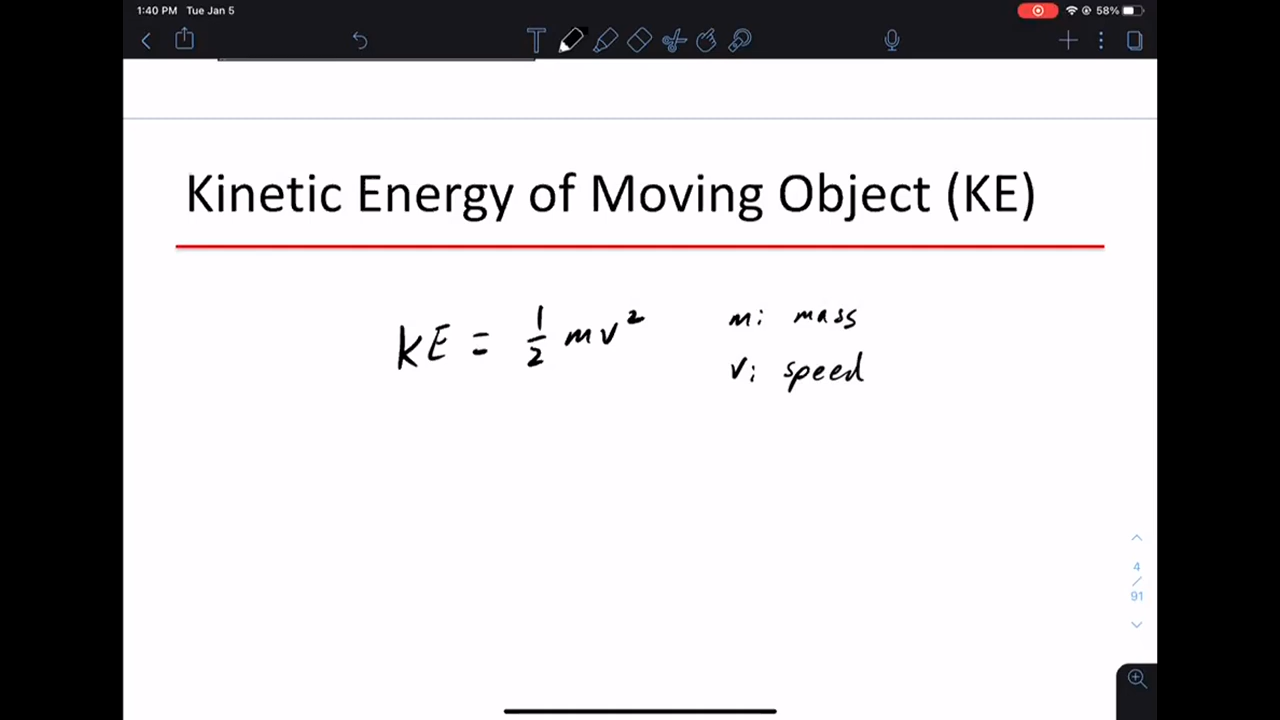 1:40 PM Tue Jan 5 58%
T
Kinetic Energy of Moving Object (KE)
KE = 1/2 mv² m: mass
v: speed
4
/
91